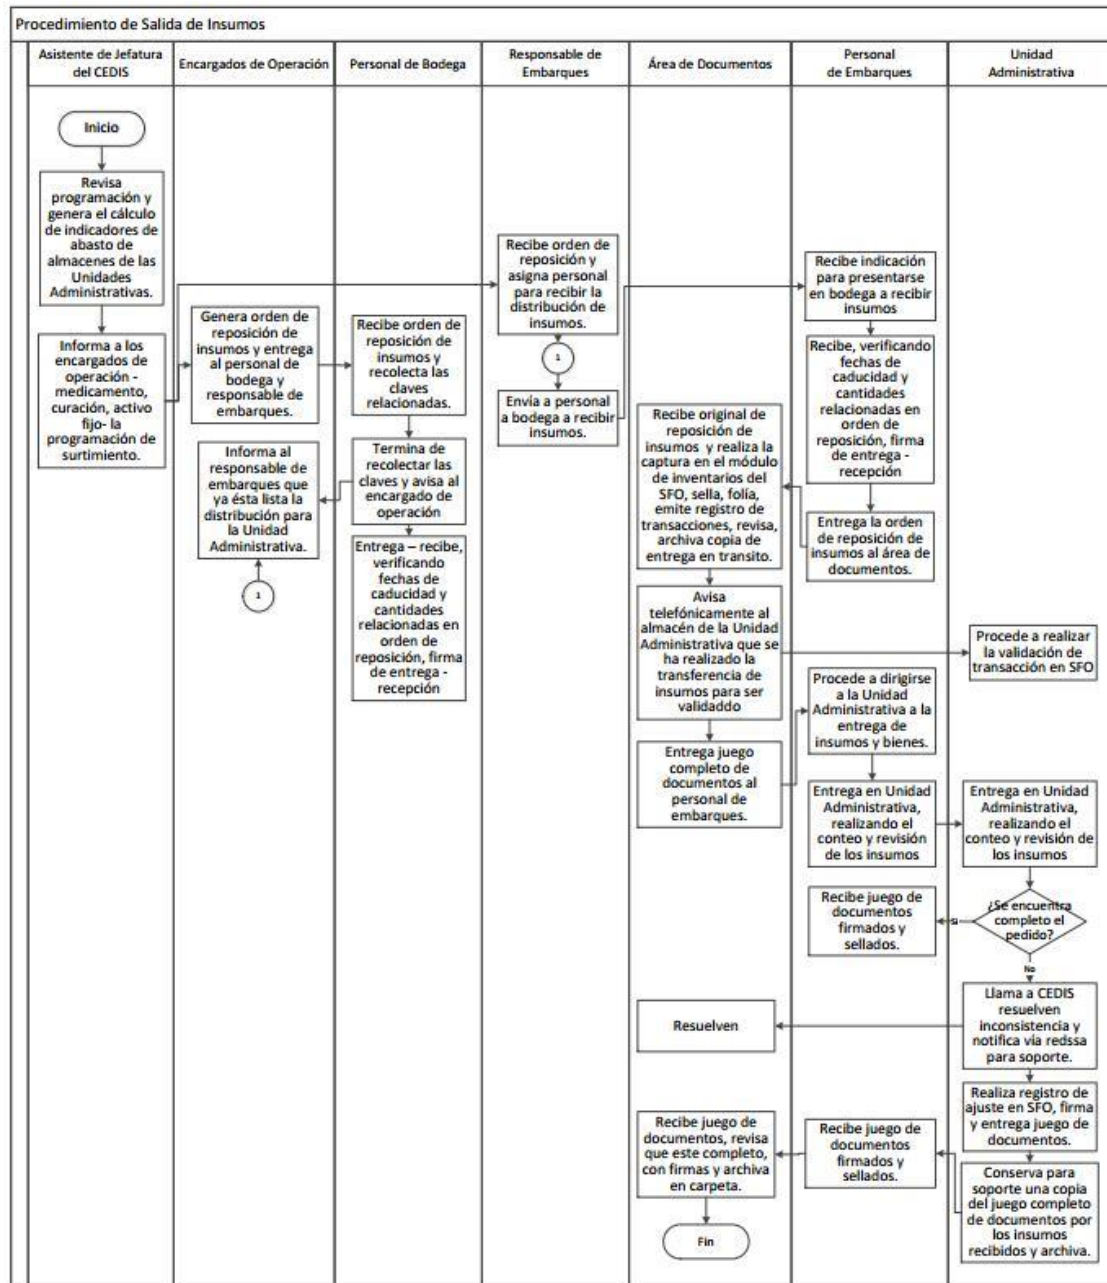 Procedimiento de Salida de Insumos
Asistente de Jefatura
del CEDIS
Encargados de Operación
Personal de Bodega
Responsable de
Embarques
Área de Documentos
Personal
de Embarques
Unidad
Administrativa
Inicio
Revisa
programación y
genera el cálculo
de indicadores de
abasto de
almacenes de las
Unidades
Administrativas.
Informa a los
encargados de
operación -
medicamento,
curación, activo
fijo- la
programación de
surtimiento.
Genera orden de
reposición de
insumos y entrega
al personal de
bodega y
responsable de
embarques.
Informa al
responsable de
embarques que
ya ésta lista la
distribución para
la Unidad
Administrativa.
1
Recibe orden de
reposición de
insumos y
recolecta las
claves
relacionadas.
Termina de
recolectar las
claves y avisa al
encargado de
operación
Entrega – recibe,
verificando
fechas de
caducidad y
cantidades
relacionadas en
orden de
reposición, firma
de entrega -
recepción
Recibe orden de
reposición y
asigna personal
para recibir la
distribución de
insumos.
1
Envía a personal
a bodega a recibir
insumos.
Recibe original de
reposición de
insumos y realiza la
captura en el módulo
de inventarios del
SFO, sella, folía,
emite registro de
transacciones, revisa,
archiva copia de
entrega en transito.
Avisa
telefónicamente al
almacén de la Unidad
Administrativa que se
ha realizado la
transferencia de
insumos para ser
validaddo
Entrega juego
completo de
documentos al
personal de
embarques.
Resuelven
Recibe juego de
documentos, revisa
que este completo,
con firmas y archiva
en carpeta.
Fin
Recibe indicación
para presentarse
en bodega a recibir
insumos
Recibe, verificando
fechas de
caducidad y
cantidades
relacionadas en
orden de
reposición, firma
de entrega -
recepción
Entrega la orden
de reposición de
insumos al área de
documentos.
Procede a dirigirse
a la Unidad
Administrativa a la
entrega de
insumos y bienes.
Entrega en Unidad
Administrativa,
realizando el
conteo y revisión
de los insumos
Recibe juego de
documentos
firmados y
sellados.
Recibe juego de
documentos
firmados y
sellados.
Procede a realizar
la validación de
transacción en SFO
Entrega en Unidad
Administrativa,
realizando el
conteo y revisión de
los insumos
¿Se encuentra
completo el
pedido?
Si
No
Llama a CEDIS
resuelven
inconsistencia y
notifica vía redssa
para soporte.
Realiza registro de
ajuste en SFO, firma
y entrega juego de
documentos.
Conserva para
soporte una copia
del juego completo
de documentos por
los insumos
recibidos y archiva.